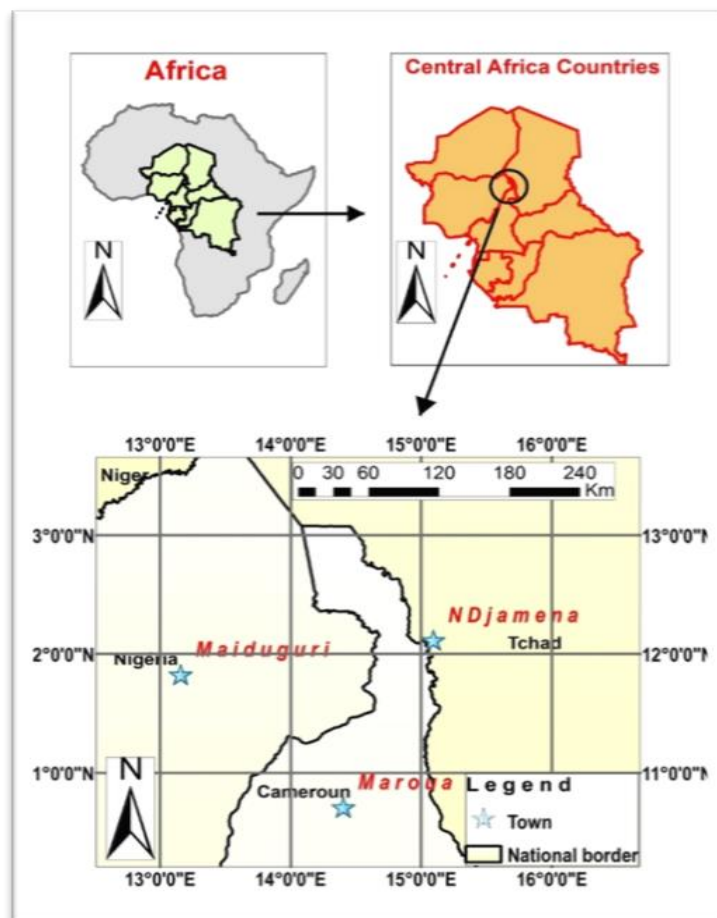 Africa
Central Africa Countries
N
N
13°0'0"E 14°0'0"E 15°0'0"E 16°0'0"E
Niger
0 30 60 120 180 240
Km
3°0'0"N 13°0'0"N
NDjamena
Maiduguri
Tchad
Nigeria
2°0'0"N 12°0'0"N
1°0'0"N 11°0'0"N
N
Maroua
Legend
Cameroun
Town
National border
13°0'0"E 14°0'0"E 15°0'0"E 16°0'0"E